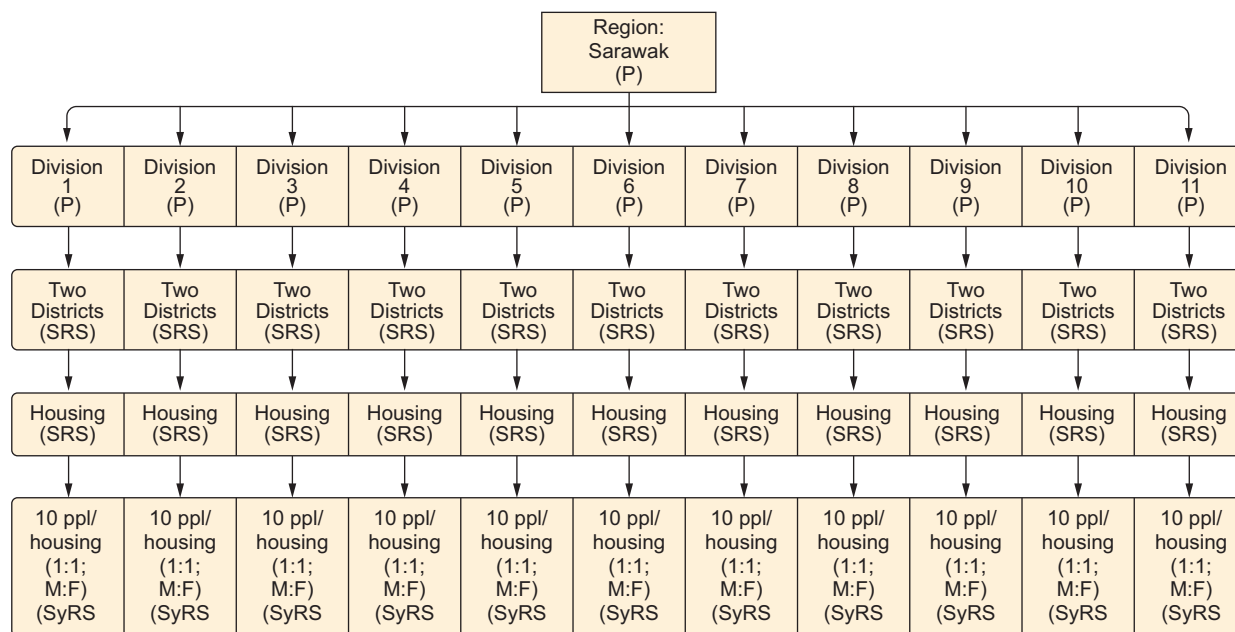 Region:
Sarawak
(P)
Division
1
(P)
Division
2
(P)
Division
3
(P)
Division
4
(P)
Division
5
(P)
Division
6
(P)
Division
7
(P)
Division
8
(P)
Division
9
(P)
Division
10
(P)
Division
11
(P)
Two
Districts
(SRS)
Two
Districts
(SRS)
Two
Districts
(SRS)
Two
Districts
(SRS)
Two
Districts
(SRS)
Two
Districts
(SRS)
Two
Districts
(SRS)
Two
Districts
(SRS)
Two
Districts
(SRS)
Two
Districts
(SRS)
Two
Districts
(SRS)
Housing
(SRS)
Housing
(SRS)
Housing
(SRS)
Housing
(SRS)
Housing
(SRS)
Housing
(SRS)
Housing
(SRS)
Housing
(SRS)
Housing
(SRS)
Housing
(SRS)
Housing
(SRS)
10 ppl/
housing
(1:1;
M:F)
(SyRS
10 ppl/
housing
(1:1;
M:F)
(SyRS
10 ppl/
housing
(1:1;
M:F)
(SyRS
10 ppl/
housing
(1:1;
M:F)
(SyRS
10 ppl/
housing
(1:1;
M:F)
(SyRS
10 ppl/
housing
(1:1;
M:F)
(SyRS
10 ppl/
housing
(1:1;
M:F)
(SyRS
10 ppl/
housing
(1:1;
M:F)
(SyRS
10 ppl/
housing
(1:1;
M:F)
(SyRS
10 ppl/
housing
(1:1;
M:F)
(SyRS
10 ppl/
housing
(1:1;
M:F)
(SyRS